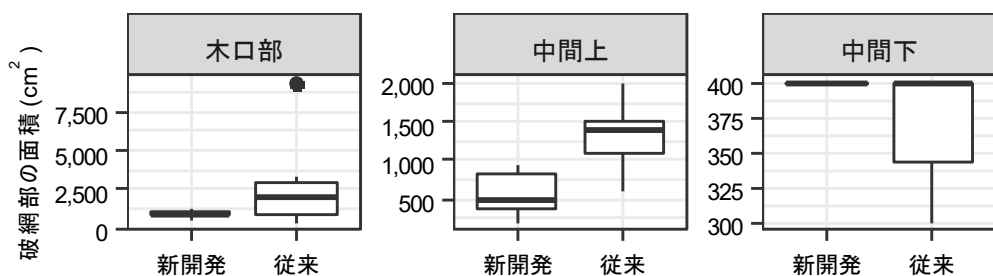 破網部の面積 (cm²)
木口部
7,500
5,000
2,500
0
新開発 従来
中間上
2,000
1,500
1,000
500
新開発 従来
中間下
400
375
350
325
300
新開発 従来